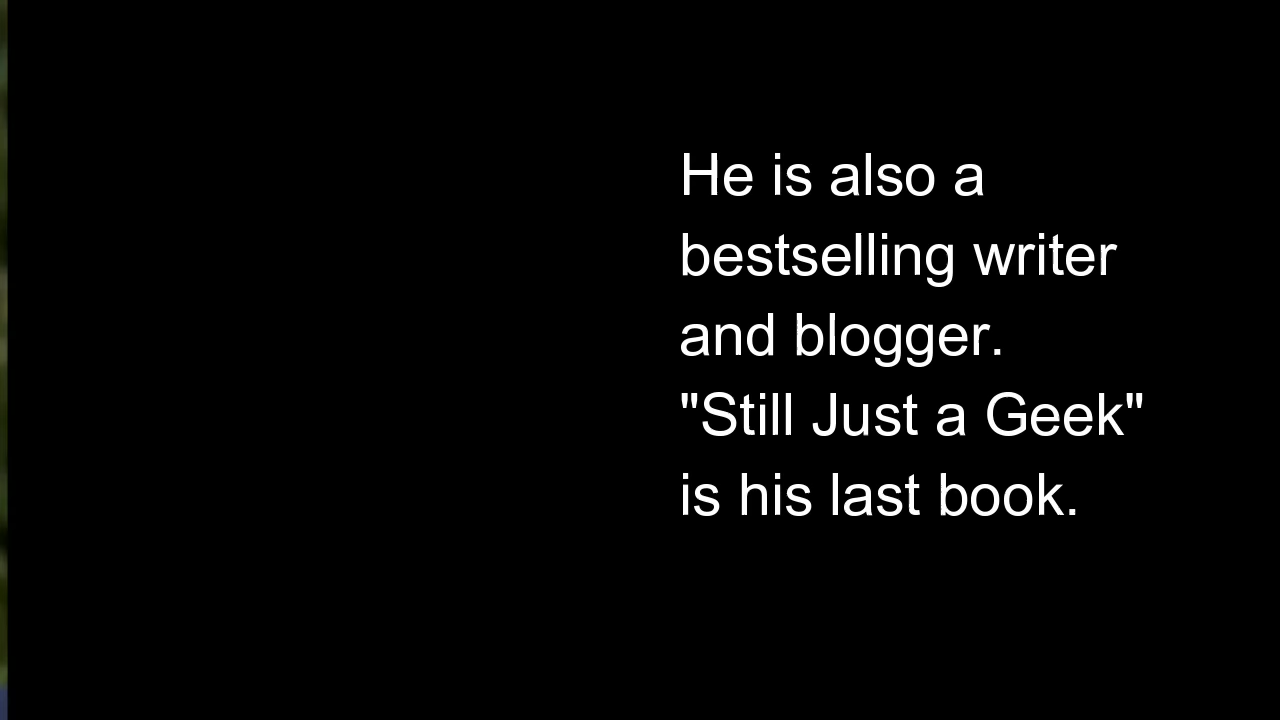 He is also a
bestselling writer
and blogger.
"Still Just a Geek"
is his last book.